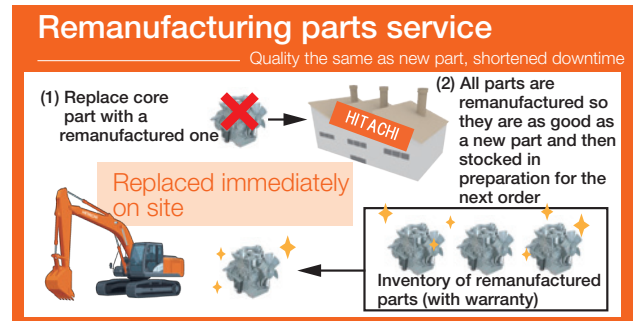 Remanufacturing parts service
Quality the same as new part, shortened downtime
(1) Replace core
part with a
remanufactured one
HITACHI
(2) All parts are
remanufactured so
they are as good as
a new part and then
stocked in
preparation for the
next order
Replaced immediately
on site
Inventory of remanufactured
parts (with warranty)